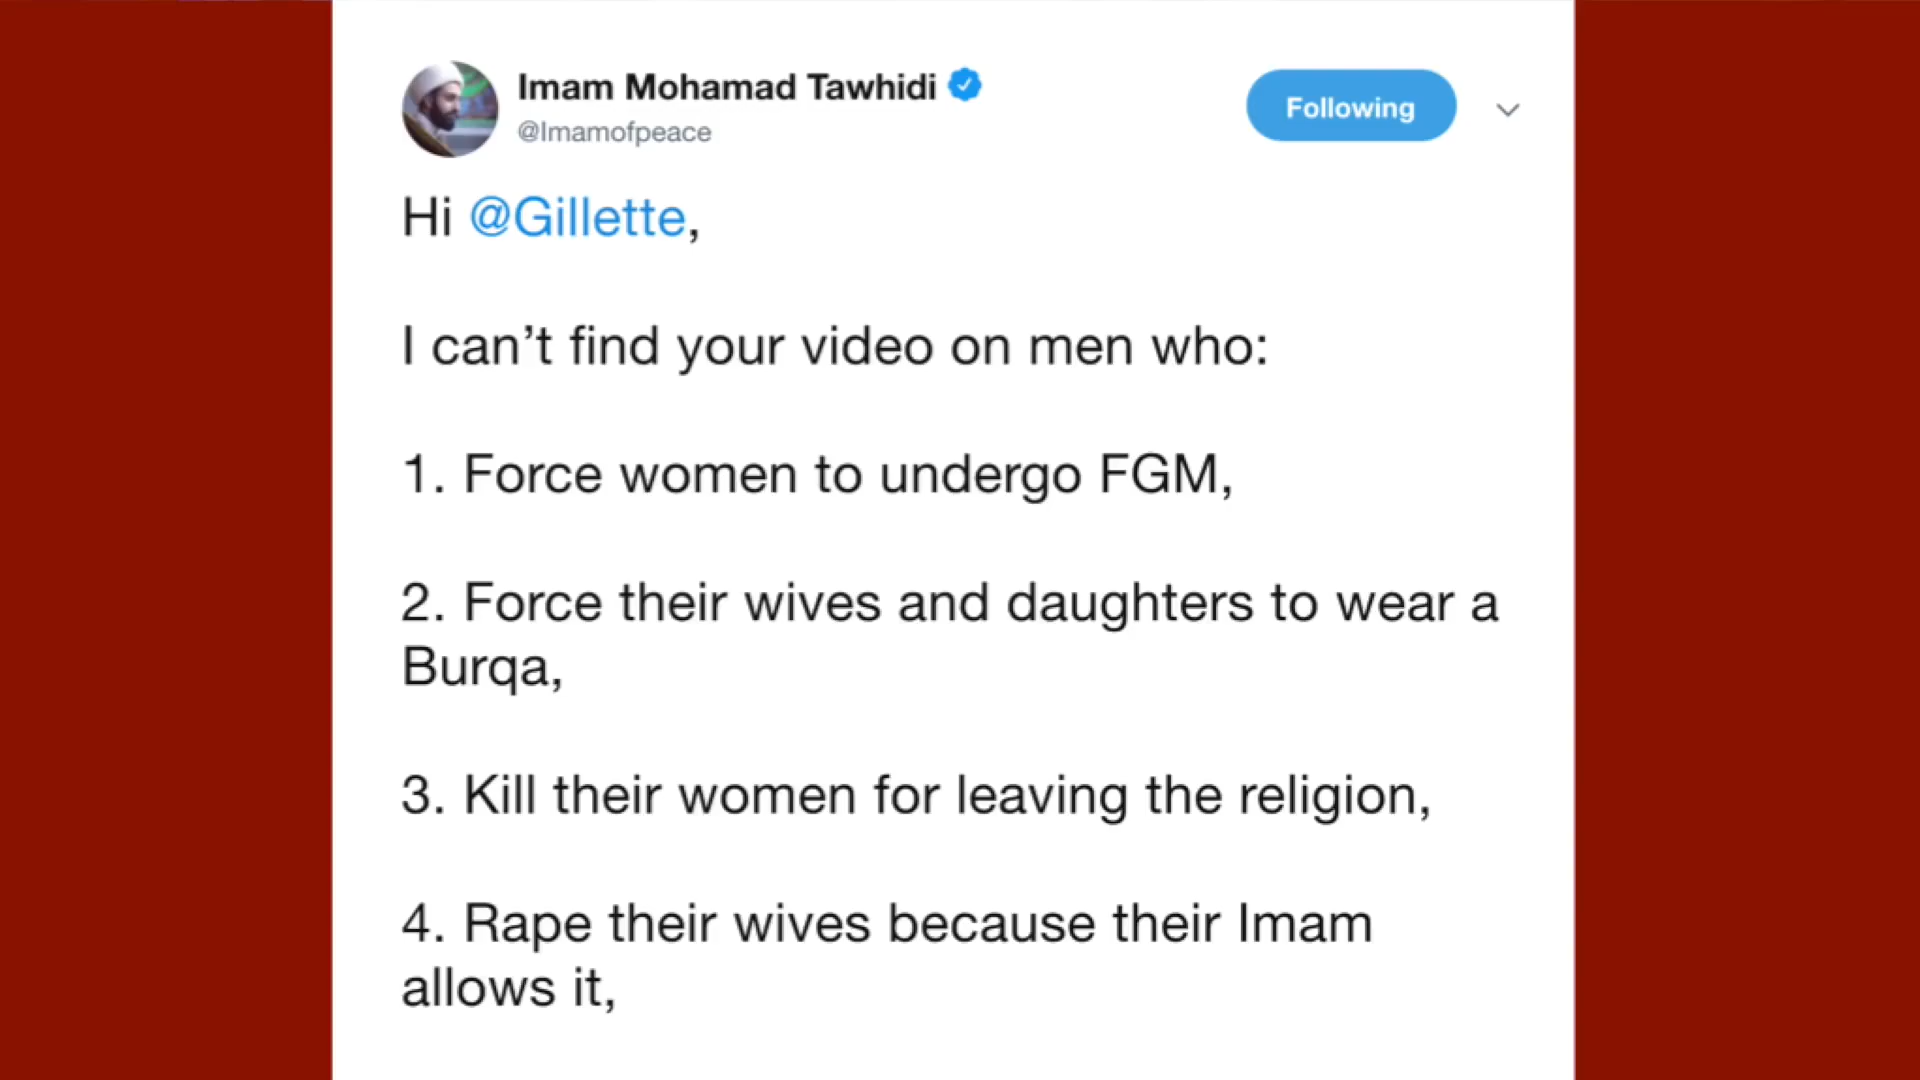 Imam Mohamad Tawhidi
@Imamofpeace
Following
Hi @Gillette,
I can’t find your video on men who:
1. Force women to undergo FGM,
2. Force their wives and daughters to wear a
Burqa,
3. Kill their women for leaving the religion,
4. Rape their wives because their Imam
allows it,